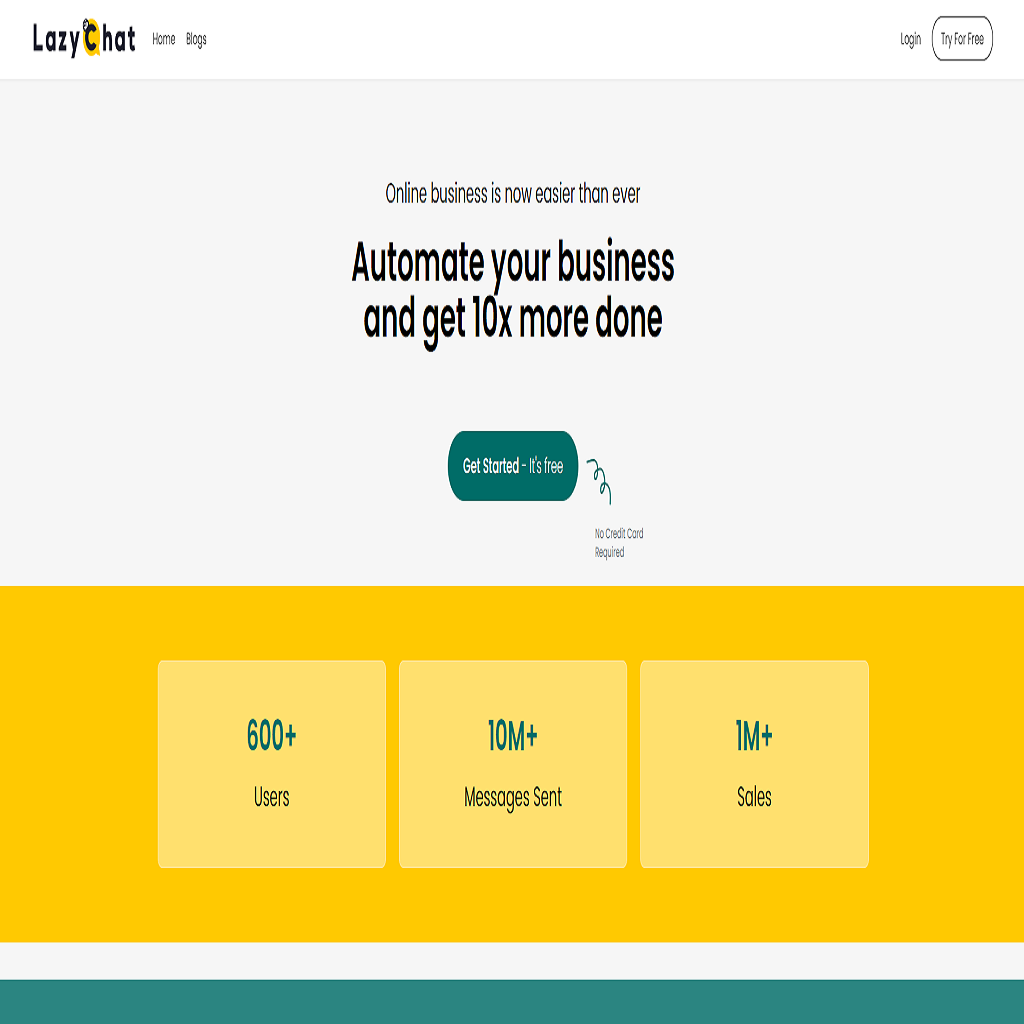 LazyChat
Home
Blogs
Login
Try For Free
Online business is now easier than ever
Automate your business
and get 10x more done
Get Started - It's free
No Credit Card
Required
600+
Users
10M+
Messages Sent
1M+
Sales